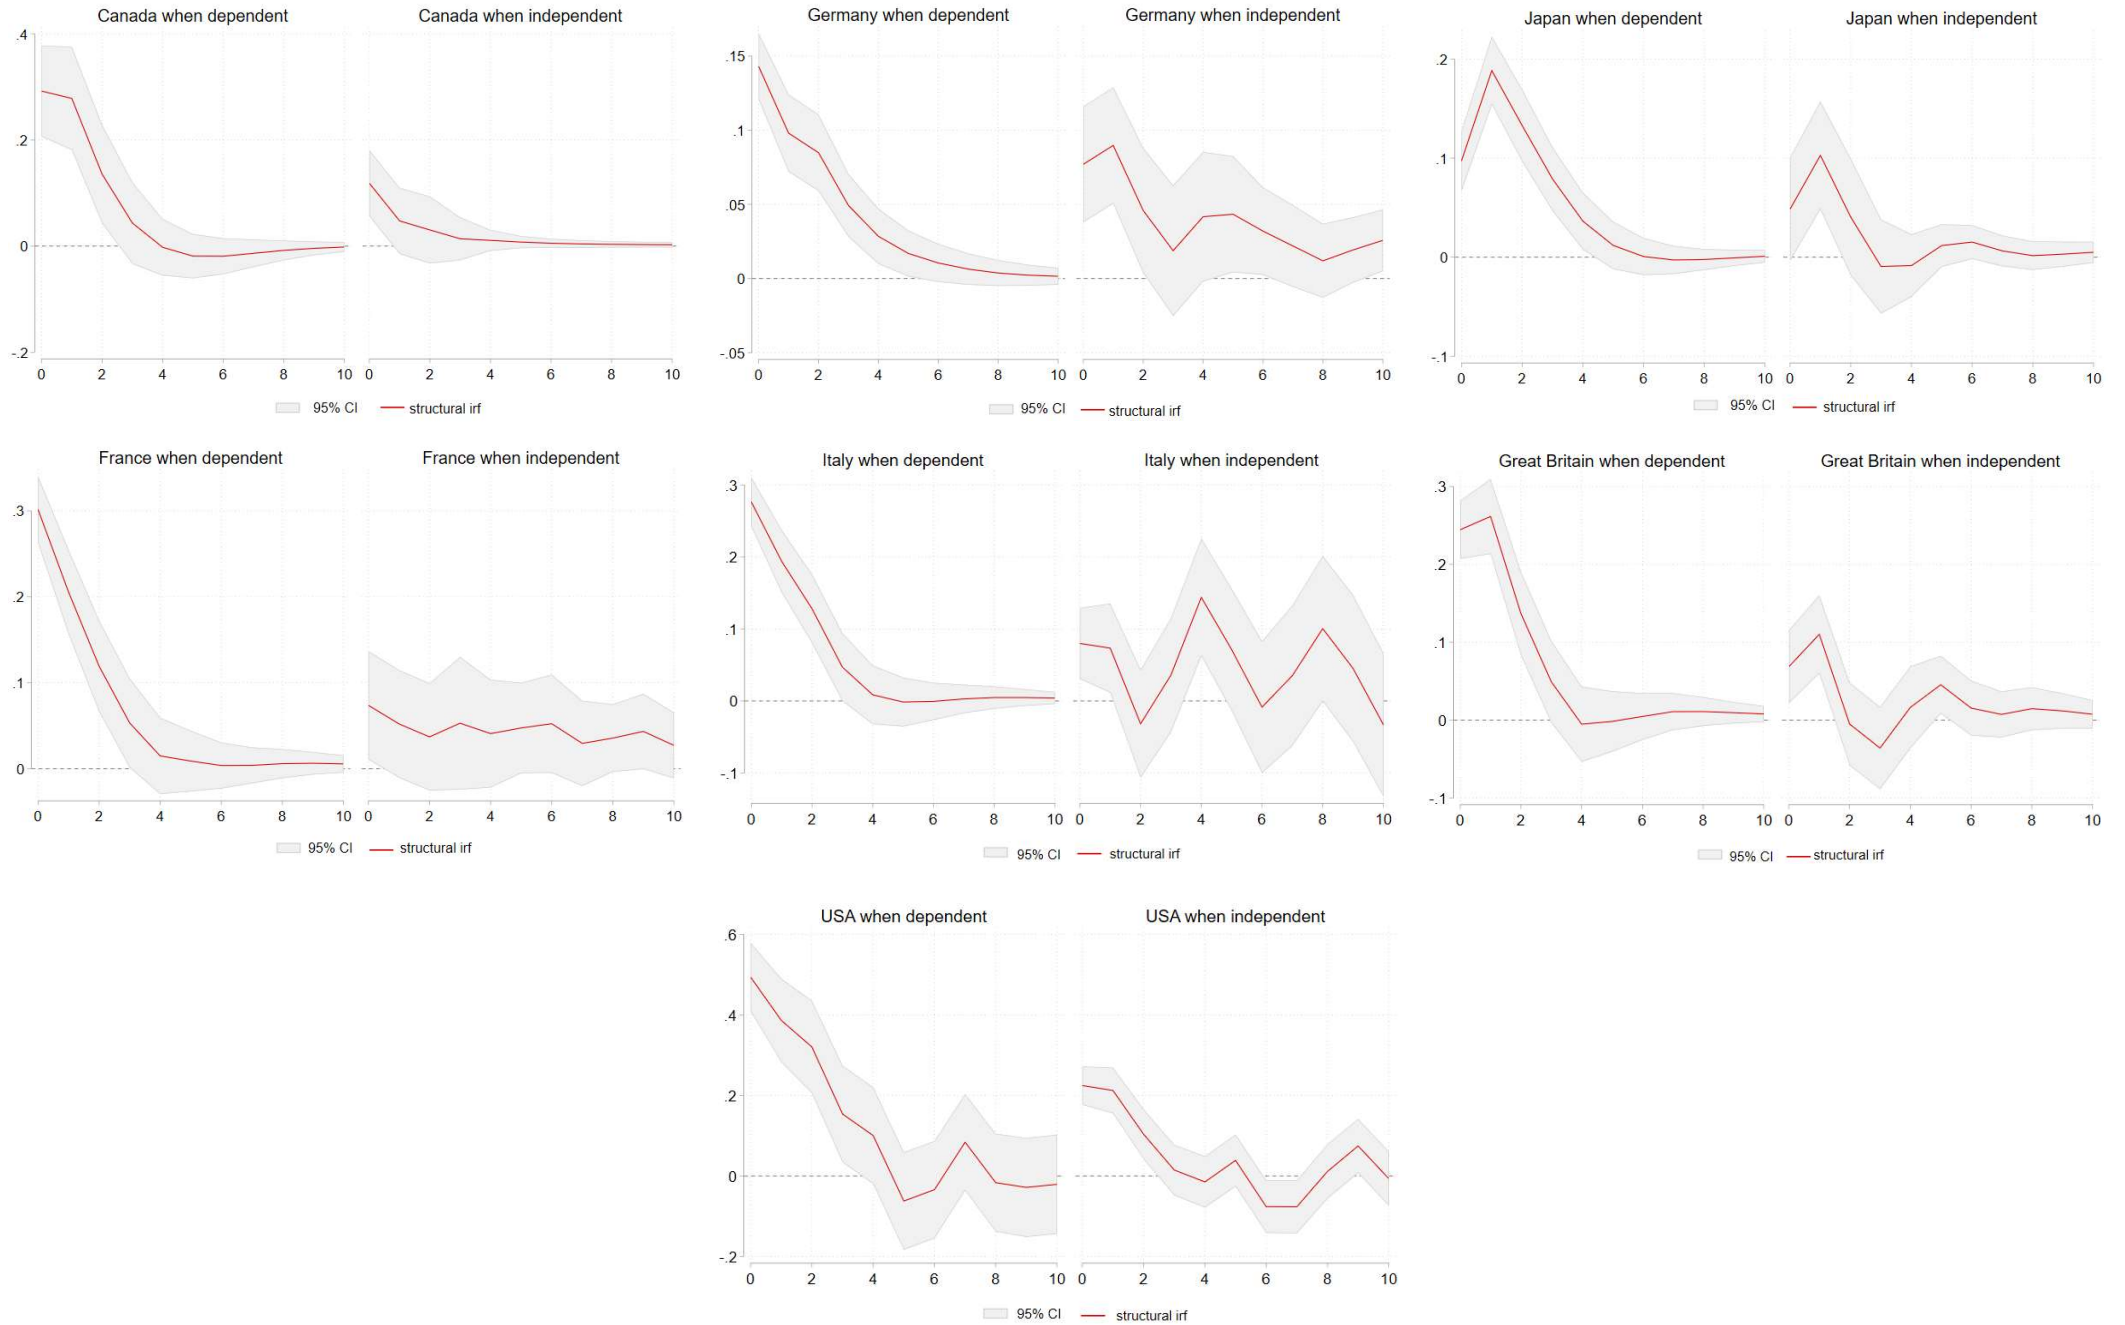 Canada when dependent
Canada when independent
.4
.2
0
-.2
0 2 4 6 8 10
0 2 4 6 8 10
95% CI
structural irf
Germany when dependent
Germany when independent
.15
.1
.05
0
-.05
0 2 4 6 8 10
0 2 4 6 8 10
95% CI
structural irf
Japan when dependent
Japan when independent
.2
.1
0
-.1
0 2 4 6 8 10
0 2 4 6 8 10
95% CI
structural irf
France when dependent
France when independent
.3
.2
.1
0
0 2 4 6 8 10
0 2 4 6 8 10
95% CI
structural irf
Italy when dependent
Italy when independent
.3
.2
.1
0
-.1
0 2 4 6 8 10
0 2 4 6 8 10
95% CI
structural irf
Great Britain when dependent
Great Britain when independent
.3
.2
.1
0
-.1
0 2 4 6 8 10
0 2 4 6 8 10
95% CI
structural irf
USA when dependent
USA when independent
.6
.4
.2
0
-.2
0 2 4 6 8 10
0 2 4 6 8 10
95% CI
structural irf